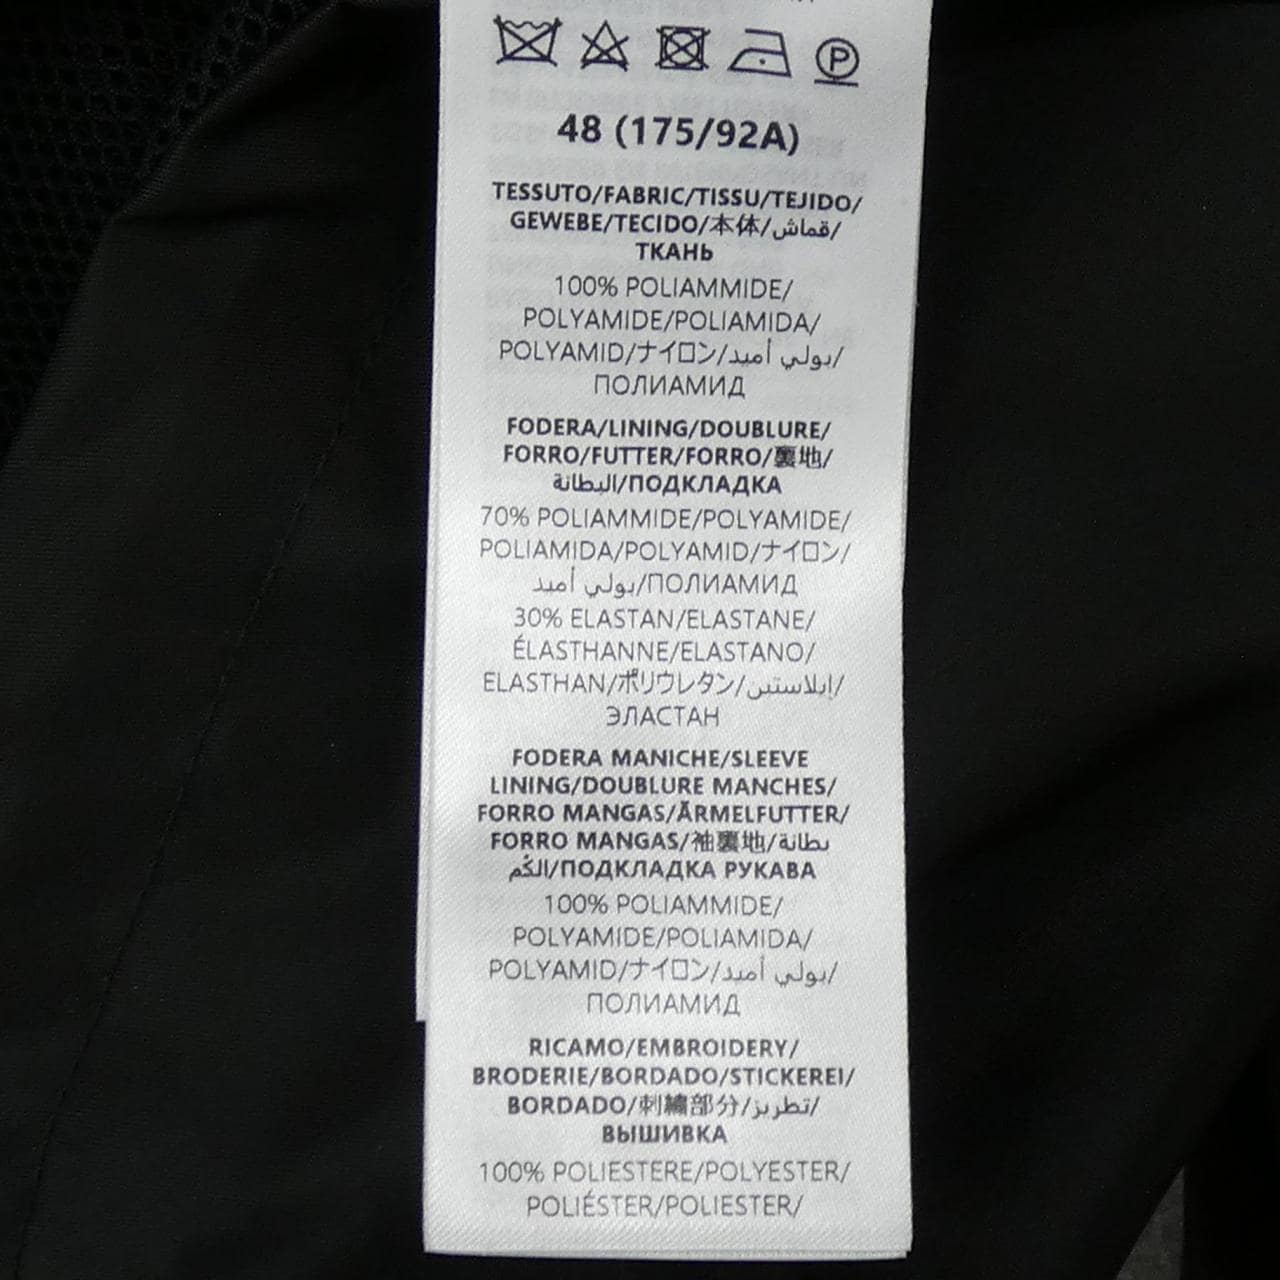 P
48 (175/92A)
TESSUTO/FABRIC/TISSU/TEJIDO/
GEWEBE/TECIDO/本体/قماش/
ТКАНЬ
100% POLIAMMIDE/
POLYAMIDE/POLIAMIDA/
POLYAMID/ナイロン/بولي أميد/
ПОЛИАМИД
FODERA/LINING/DOUBLURE/
FORRO/FUTTER/FORRO/裏地/
البطانة/ПОДКЛАДКА
70% POLIAMMIDE/POLYAMIDE/
POLIAMIDA/POLYAMID/ナイロン/
بولي أميد/ПОЛИАМИД
30% ELASTAN/ELASTANE/
ÉLASTHANNE/ELASTANO/
ELASTHAN/ポリウレタン/إيلاستين/
ЭЛАСТАН
FODERA MANICHE/SLEEVE
LINING/DOUBLURE MANCHES/
FORRO MANGAS/ÄRMELFUTTER/
FORRO MANGAS/袖裏地/بطانة
الكُم/ПОДКЛАДКА РУКАВА
100% POLIAMMIDE/
POLYAMIDE/POLIAMIDA/
POLYAMID/ナイロン/بولي أميد/
ПОЛИАМИД
RICAMO/EMBROIDERY/
BRODERIE/BORDADO/STICKEREI/
BORDADO/刺繍部分/تطريز/
ВЫШИВКА
100% POLIESTERE/POLYESTER/
POLIÉSTER/POLIESTER/